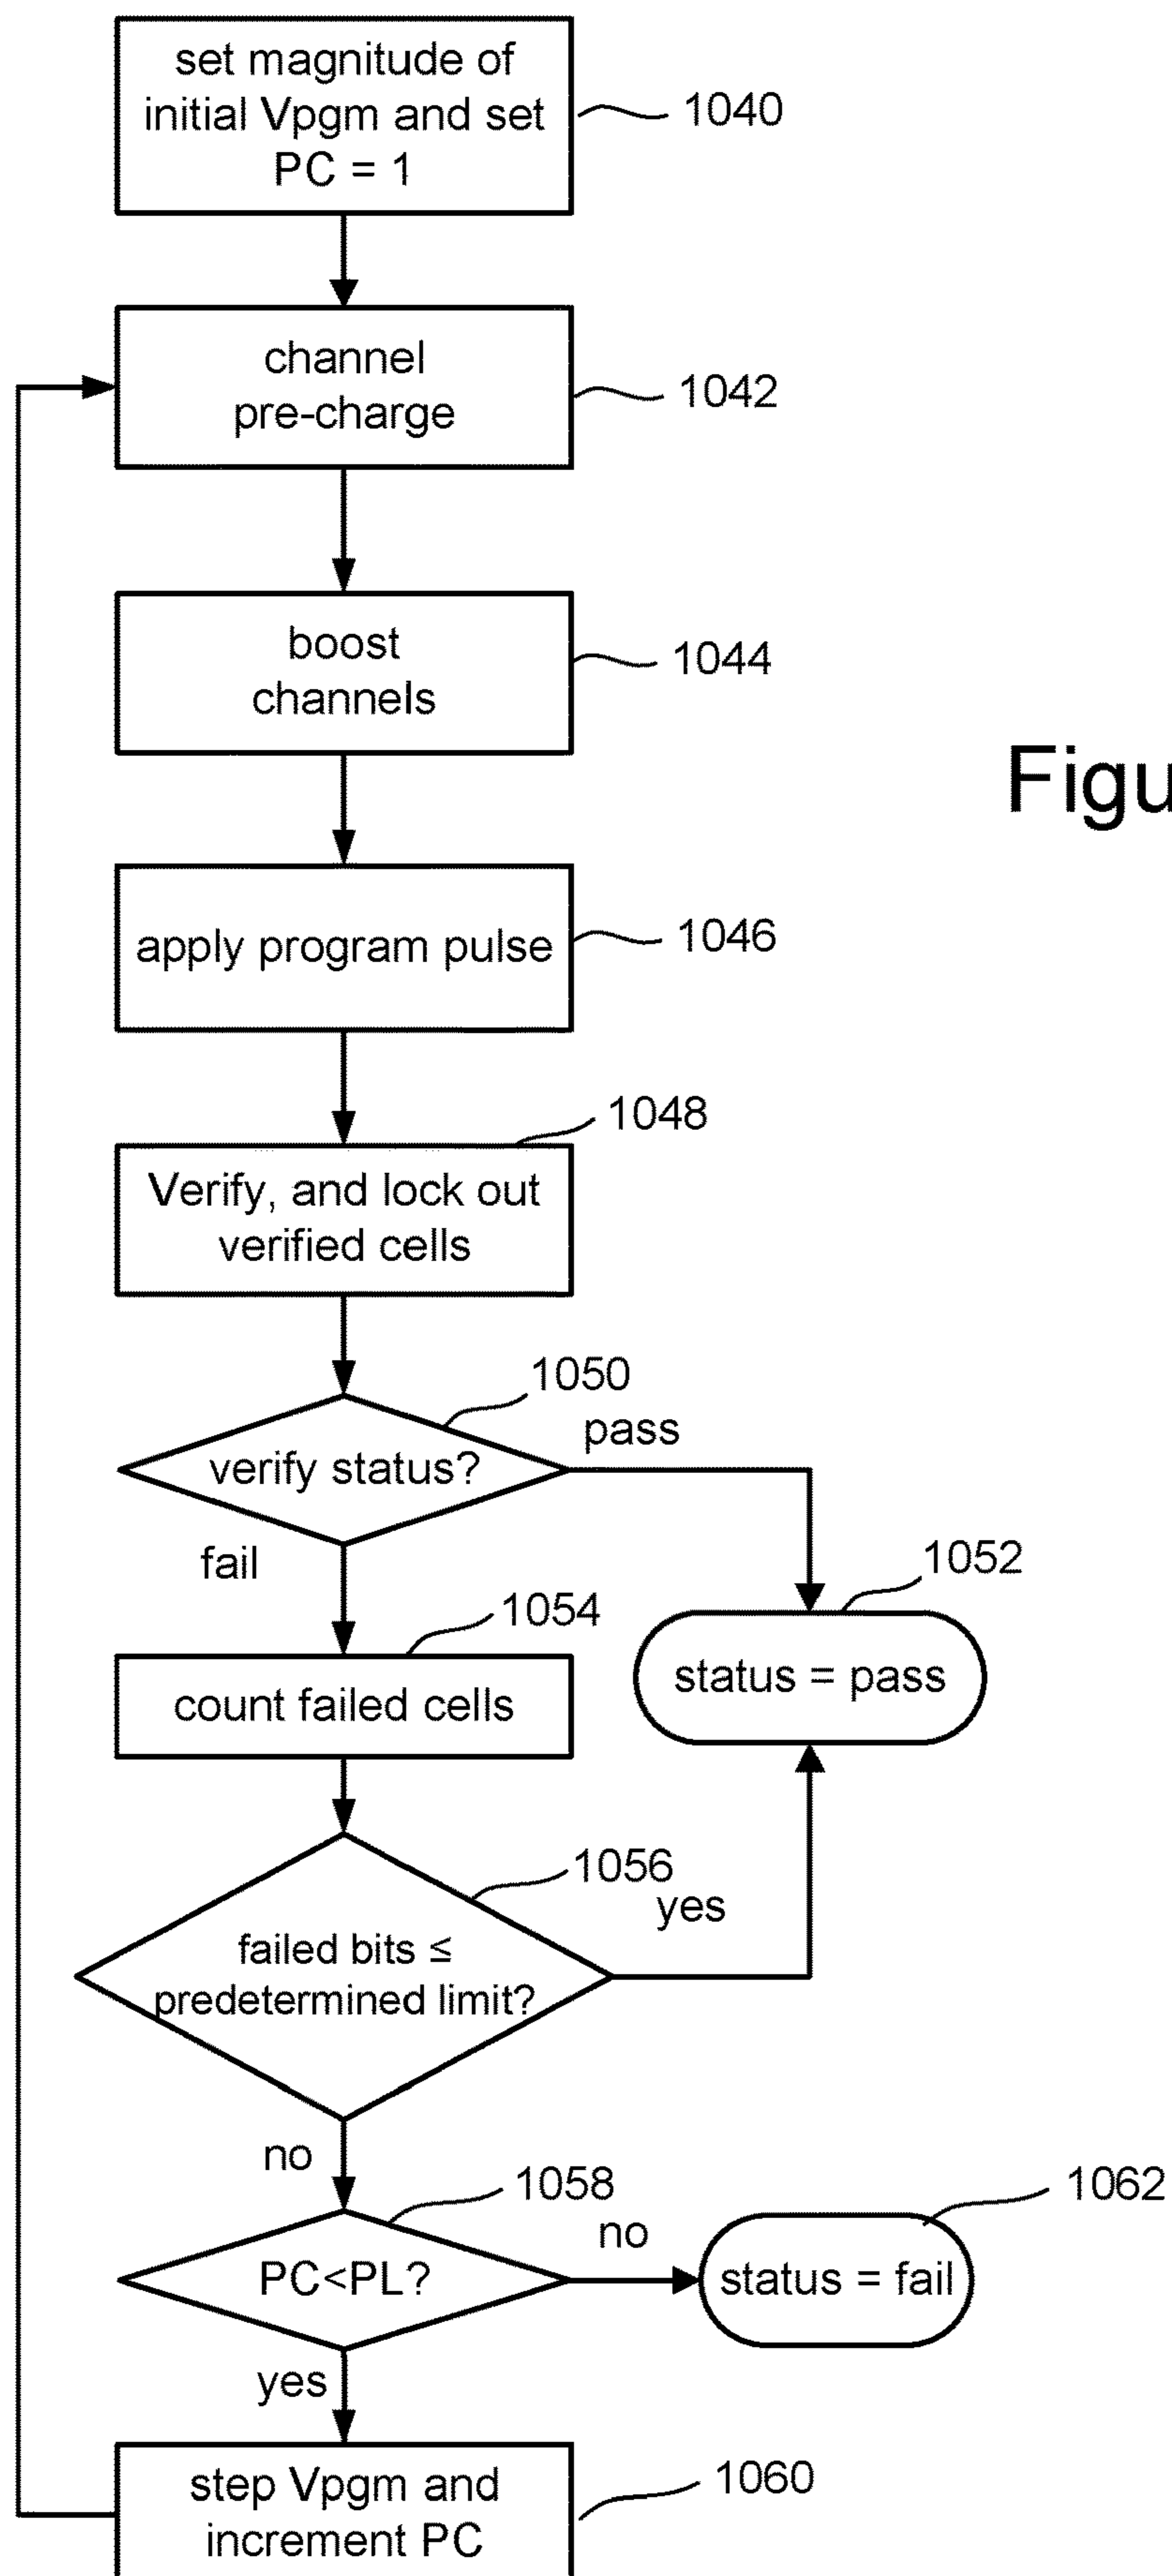 set magnitude of
initial Vpgm and set
PC = 1
1040
channel
pre-charge
1042
boost
channels
1044
Figu
apply program pulse
1046
1048
Verify, and lock out
verified cells
1050
pass
verify status?
fail
1052
1054
status = pass
count failed cells
1056
yes
failed bits ≤
predetermined limit?
no
1058
1062
no
PC<PL?
status = fail
yes
step Vpgm and
increment PC
1060